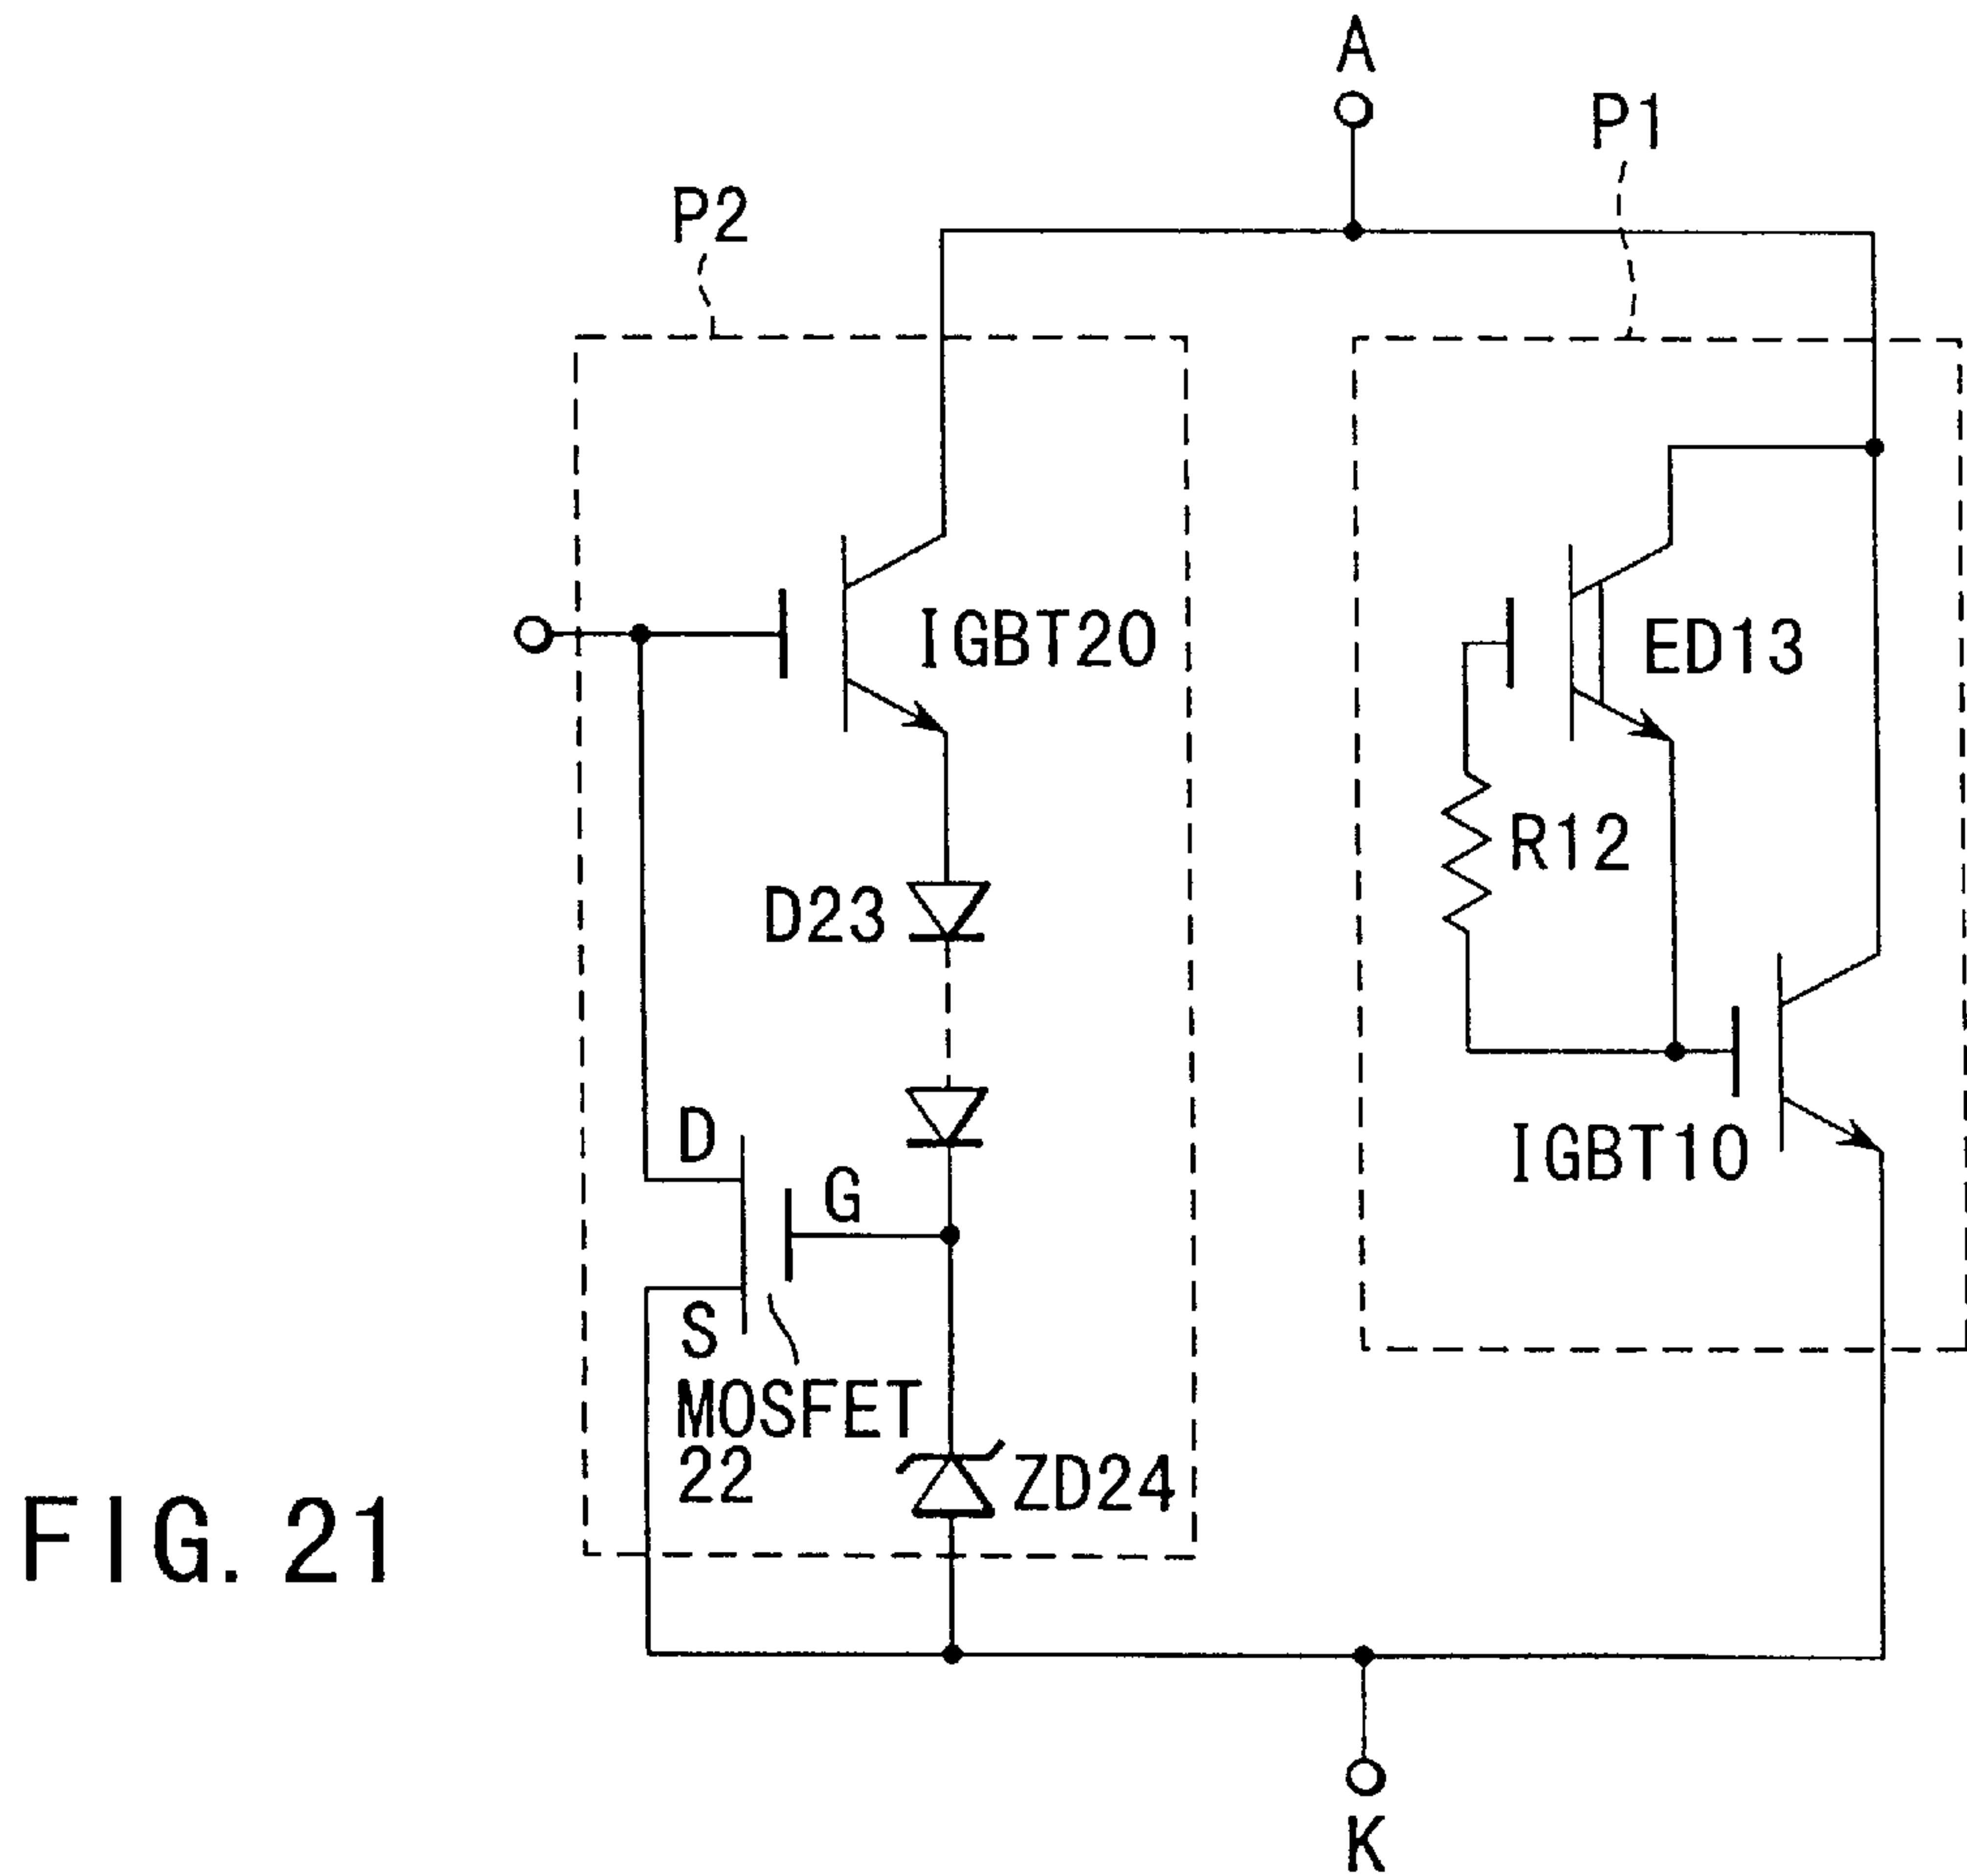 A
P1
P2
IGBT20
ED13
R12
D23
D
G
IGBT10
S
MOSFET
22
ZD24
FIG. 21
K